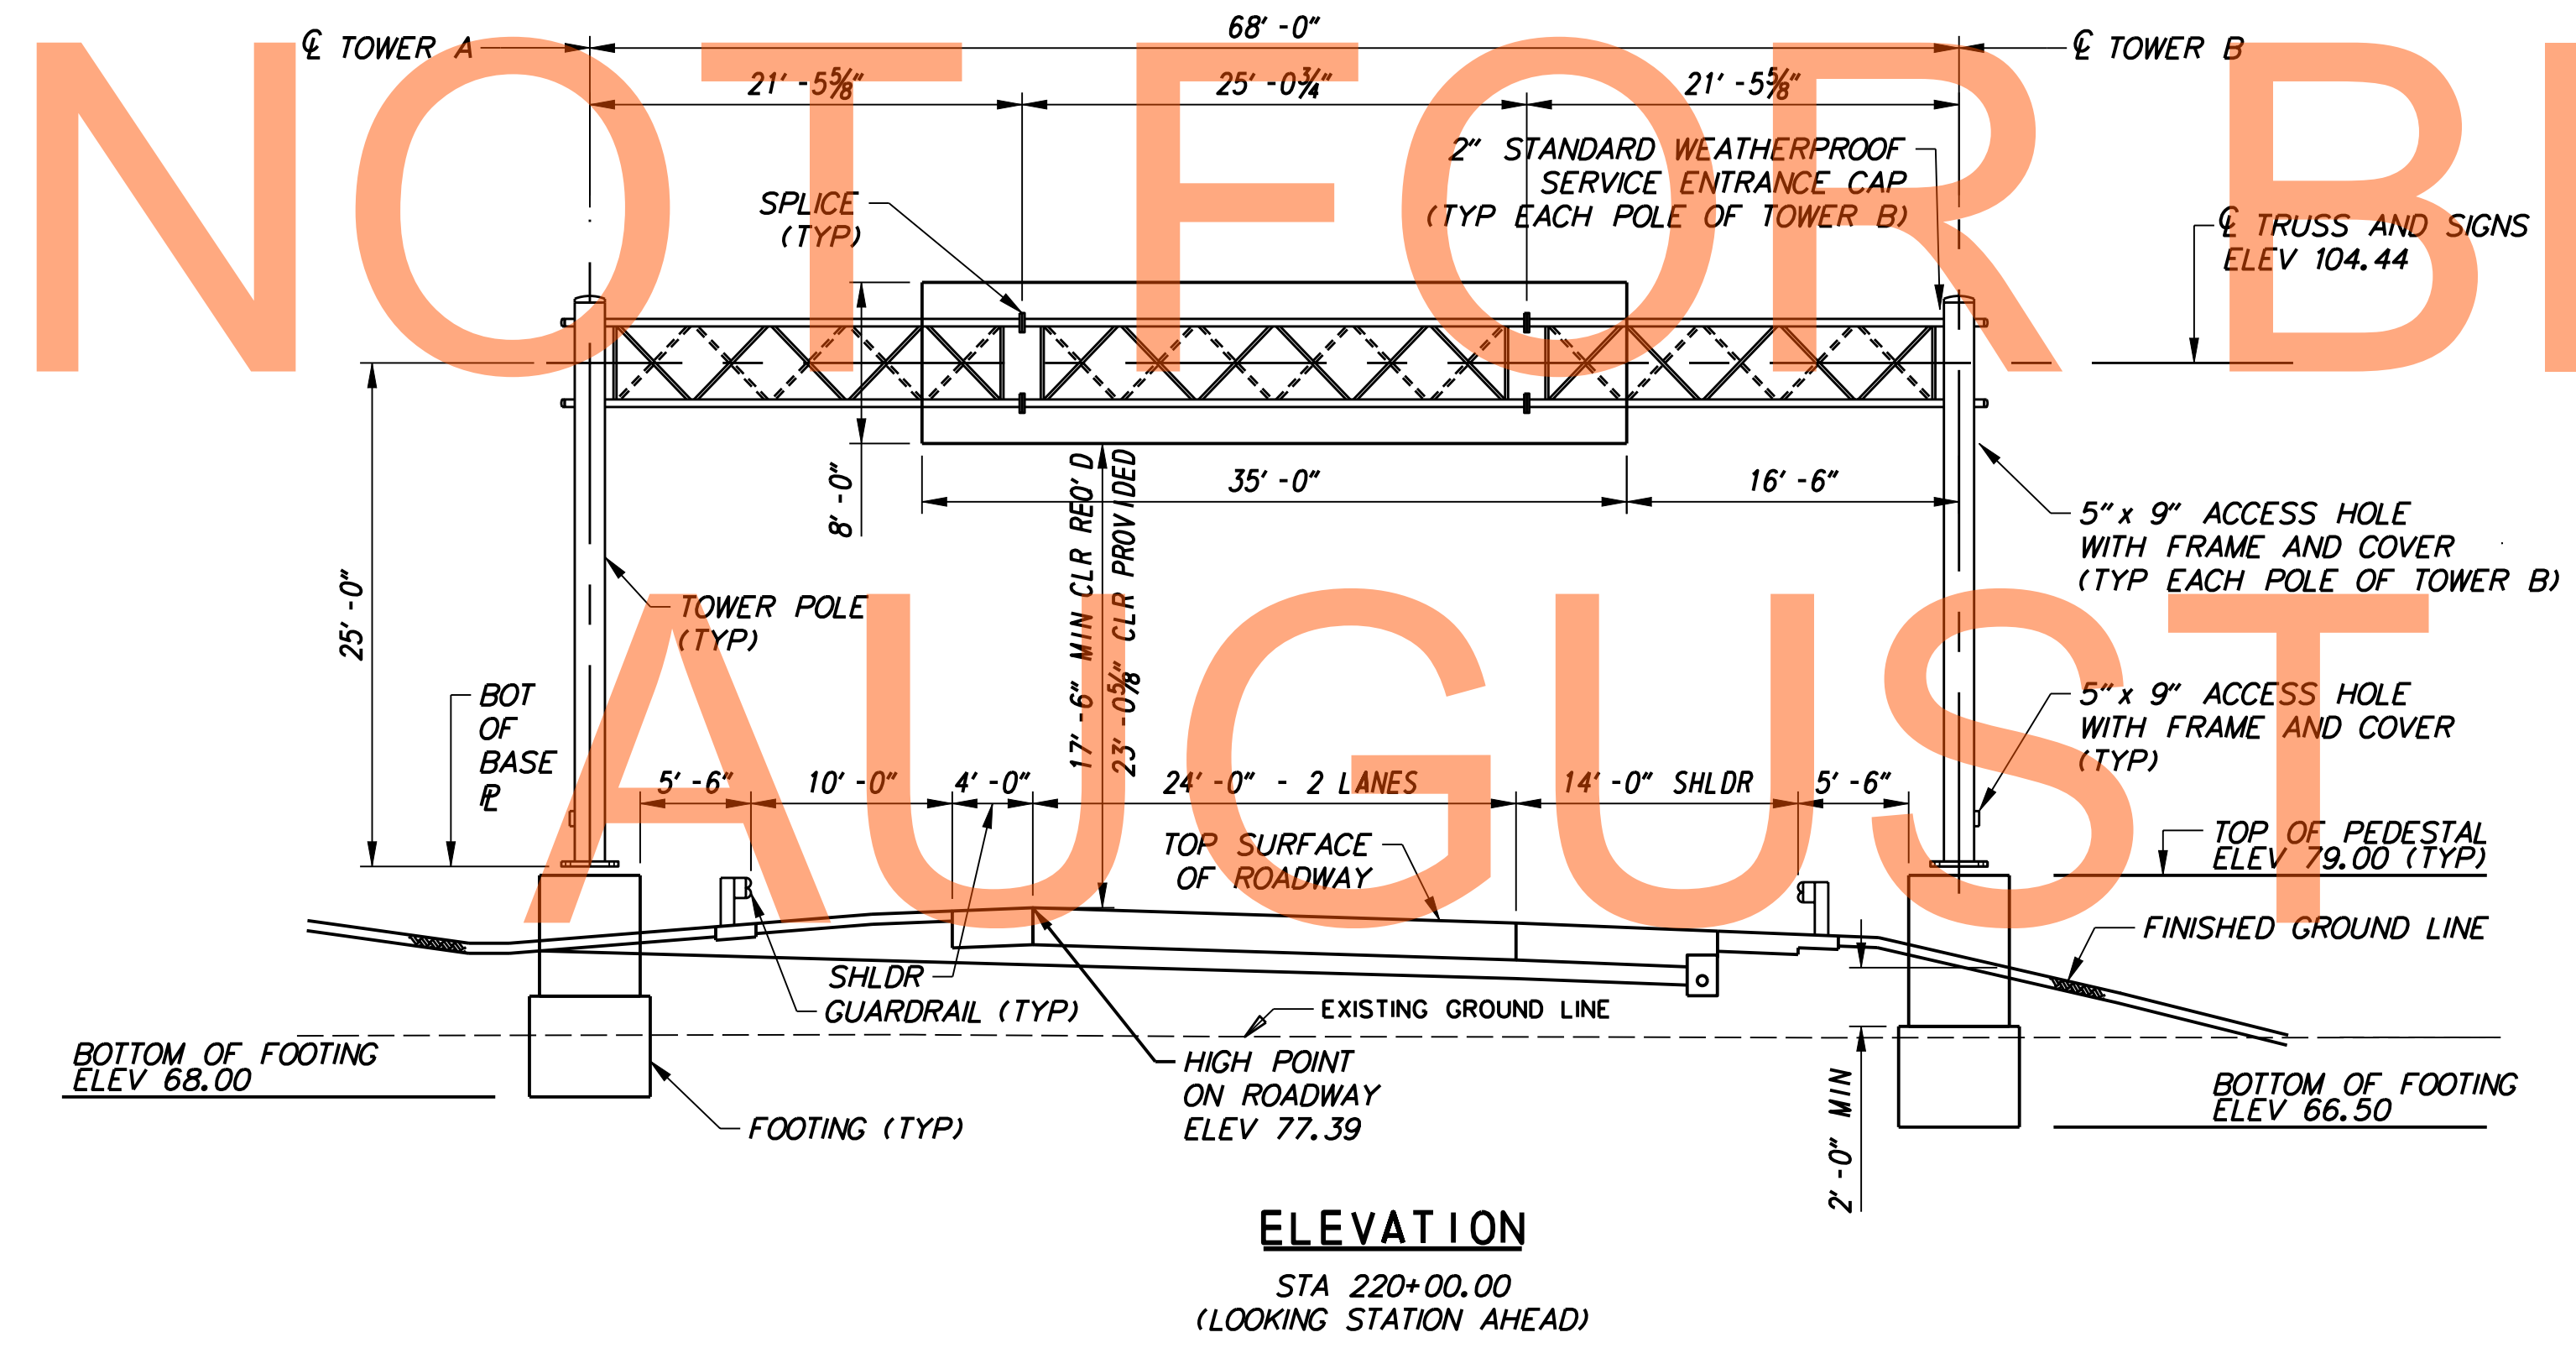 NOT FOR B
68' -0"
℄ TOWER A
℄ TOWER B
21' -5⅝"
25' -0¾"
21' -5⅝"
2" STANDARD WEATHERPROOF
SERVICE ENTRANCE CAP
(TYP EACH POLE OF TOWER B)
SPLICE
(TYP)
℄ TRUSS AND SIGNS
ELEV 104.44
8' -0"
17' -6" MIN CLR REQ'D
23' -0⅝" CLR PROVIDED
35' -0"
16' -6"
5" x 9" ACCESS HOLE
WITH FRAME AND COVER
(TYP EACH POLE OF TOWER B)
25' -0"
TOWER POLE
(TYP)
AUGUST
BOT
OF
BASE
⅊
5" x 9" ACCESS HOLE
WITH FRAME AND COVER
(TYP)
5' -6"
10' -0"
4' -0"
24' -0" - 2 LANES
14' -0" SHLDR
5' -6"
TOP SURFACE
OF ROADWAY
TOP OF PEDESTAL
ELEV 79.00 (TYP)
FINISHED GROUND LINE
SHLDR
GUARDRAIL (TYP)
EXISTING GROUND LINE
BOTTOM OF FOOTING
ELEV 68.00
HIGH POINT
ON ROADWAY
ELEV 77.39
2' -0" MIN
BOTTOM OF FOOTING
ELEV 66.50
FOOTING (TYP)
ELEVATION
STA 220+00.00
(LOOKING STATION AHEAD)